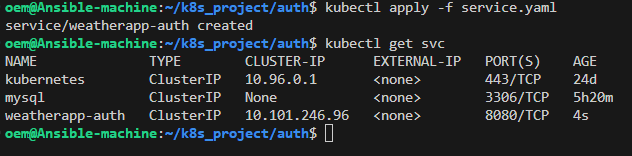 oem@Ansible-machine:~/k8s_project/auth$ kubectl apply -f service.yaml
service/weatherapp-auth created
oem@Ansible-machine:~/k8s_project/auth$ kubectl get svc
NAME TYPE CLUSTER-IP EXTERNAL-IP PORT(S) AGE
kubernetes ClusterIP 10.96.0.1 <none> 443/TCP 24d
mysql ClusterIP None <none> 3306/TCP 5h20m
weatherapp-auth ClusterIP 10.101.246.96 <none> 8080/TCP 4s
oem@Ansible-machine:~/k8s_project/auth$